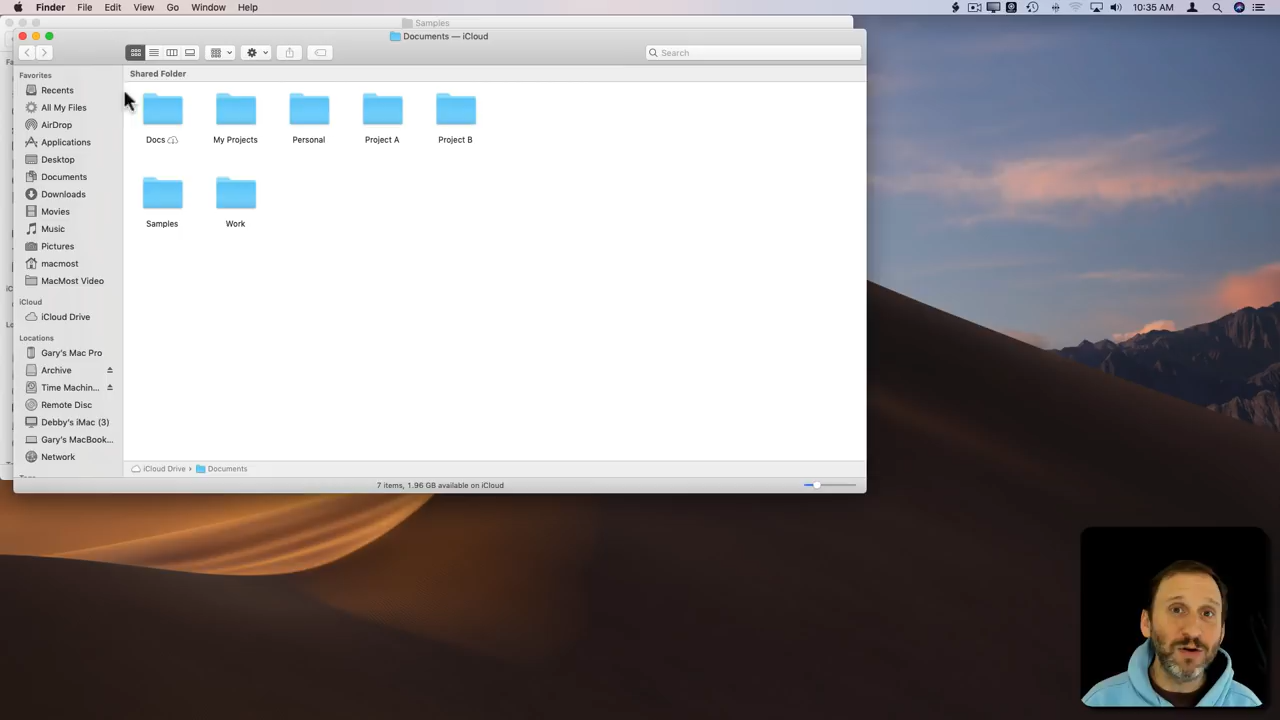 Finder File Edit View Go Window Help 10:35 AM
Samples
Documents — iCloud
Search
Favorites
Recents
All My Files
AirDrop
Applications
Desktop
Documents
Downloads
Movies
Music
Pictures
macmost
MacMost Video
iCloud
iCloud Drive
Locations
Gary's Mac Pro
Archive
Time Machin...
Remote Disc
Debby's iMac (3)
Gary's MacBook...
Network
Shared Folder
Docs My Projects Personal Project A Project B
Samples Work
iCloud Drive › Documents
7 items, 1.96 GB available on iCloud